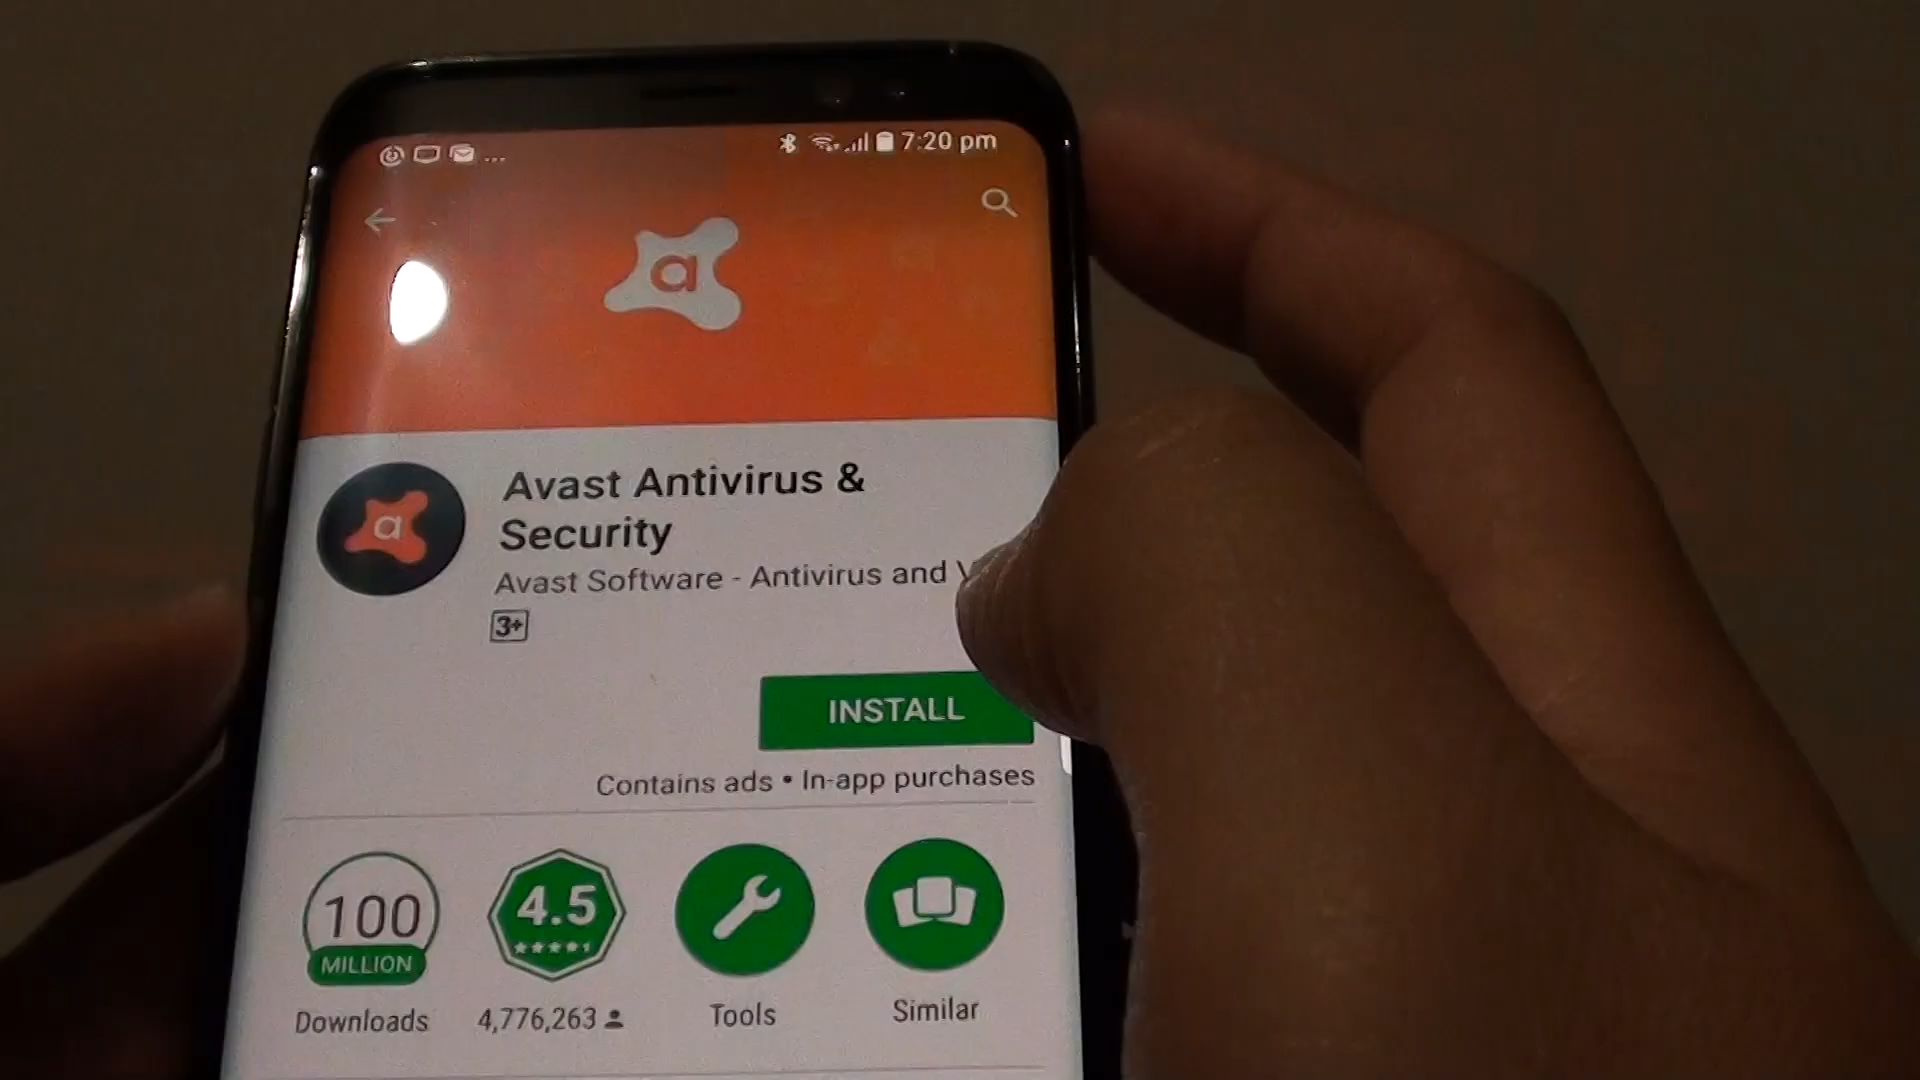 7:20 pm
a
Avast Antivirus &
Security
a
Avast Software - Antivirus and
3+
INSTALL
Contains ads • In-app purchases
100
MILLION
4.5
Downloads
4,776,263
Tools
Similar